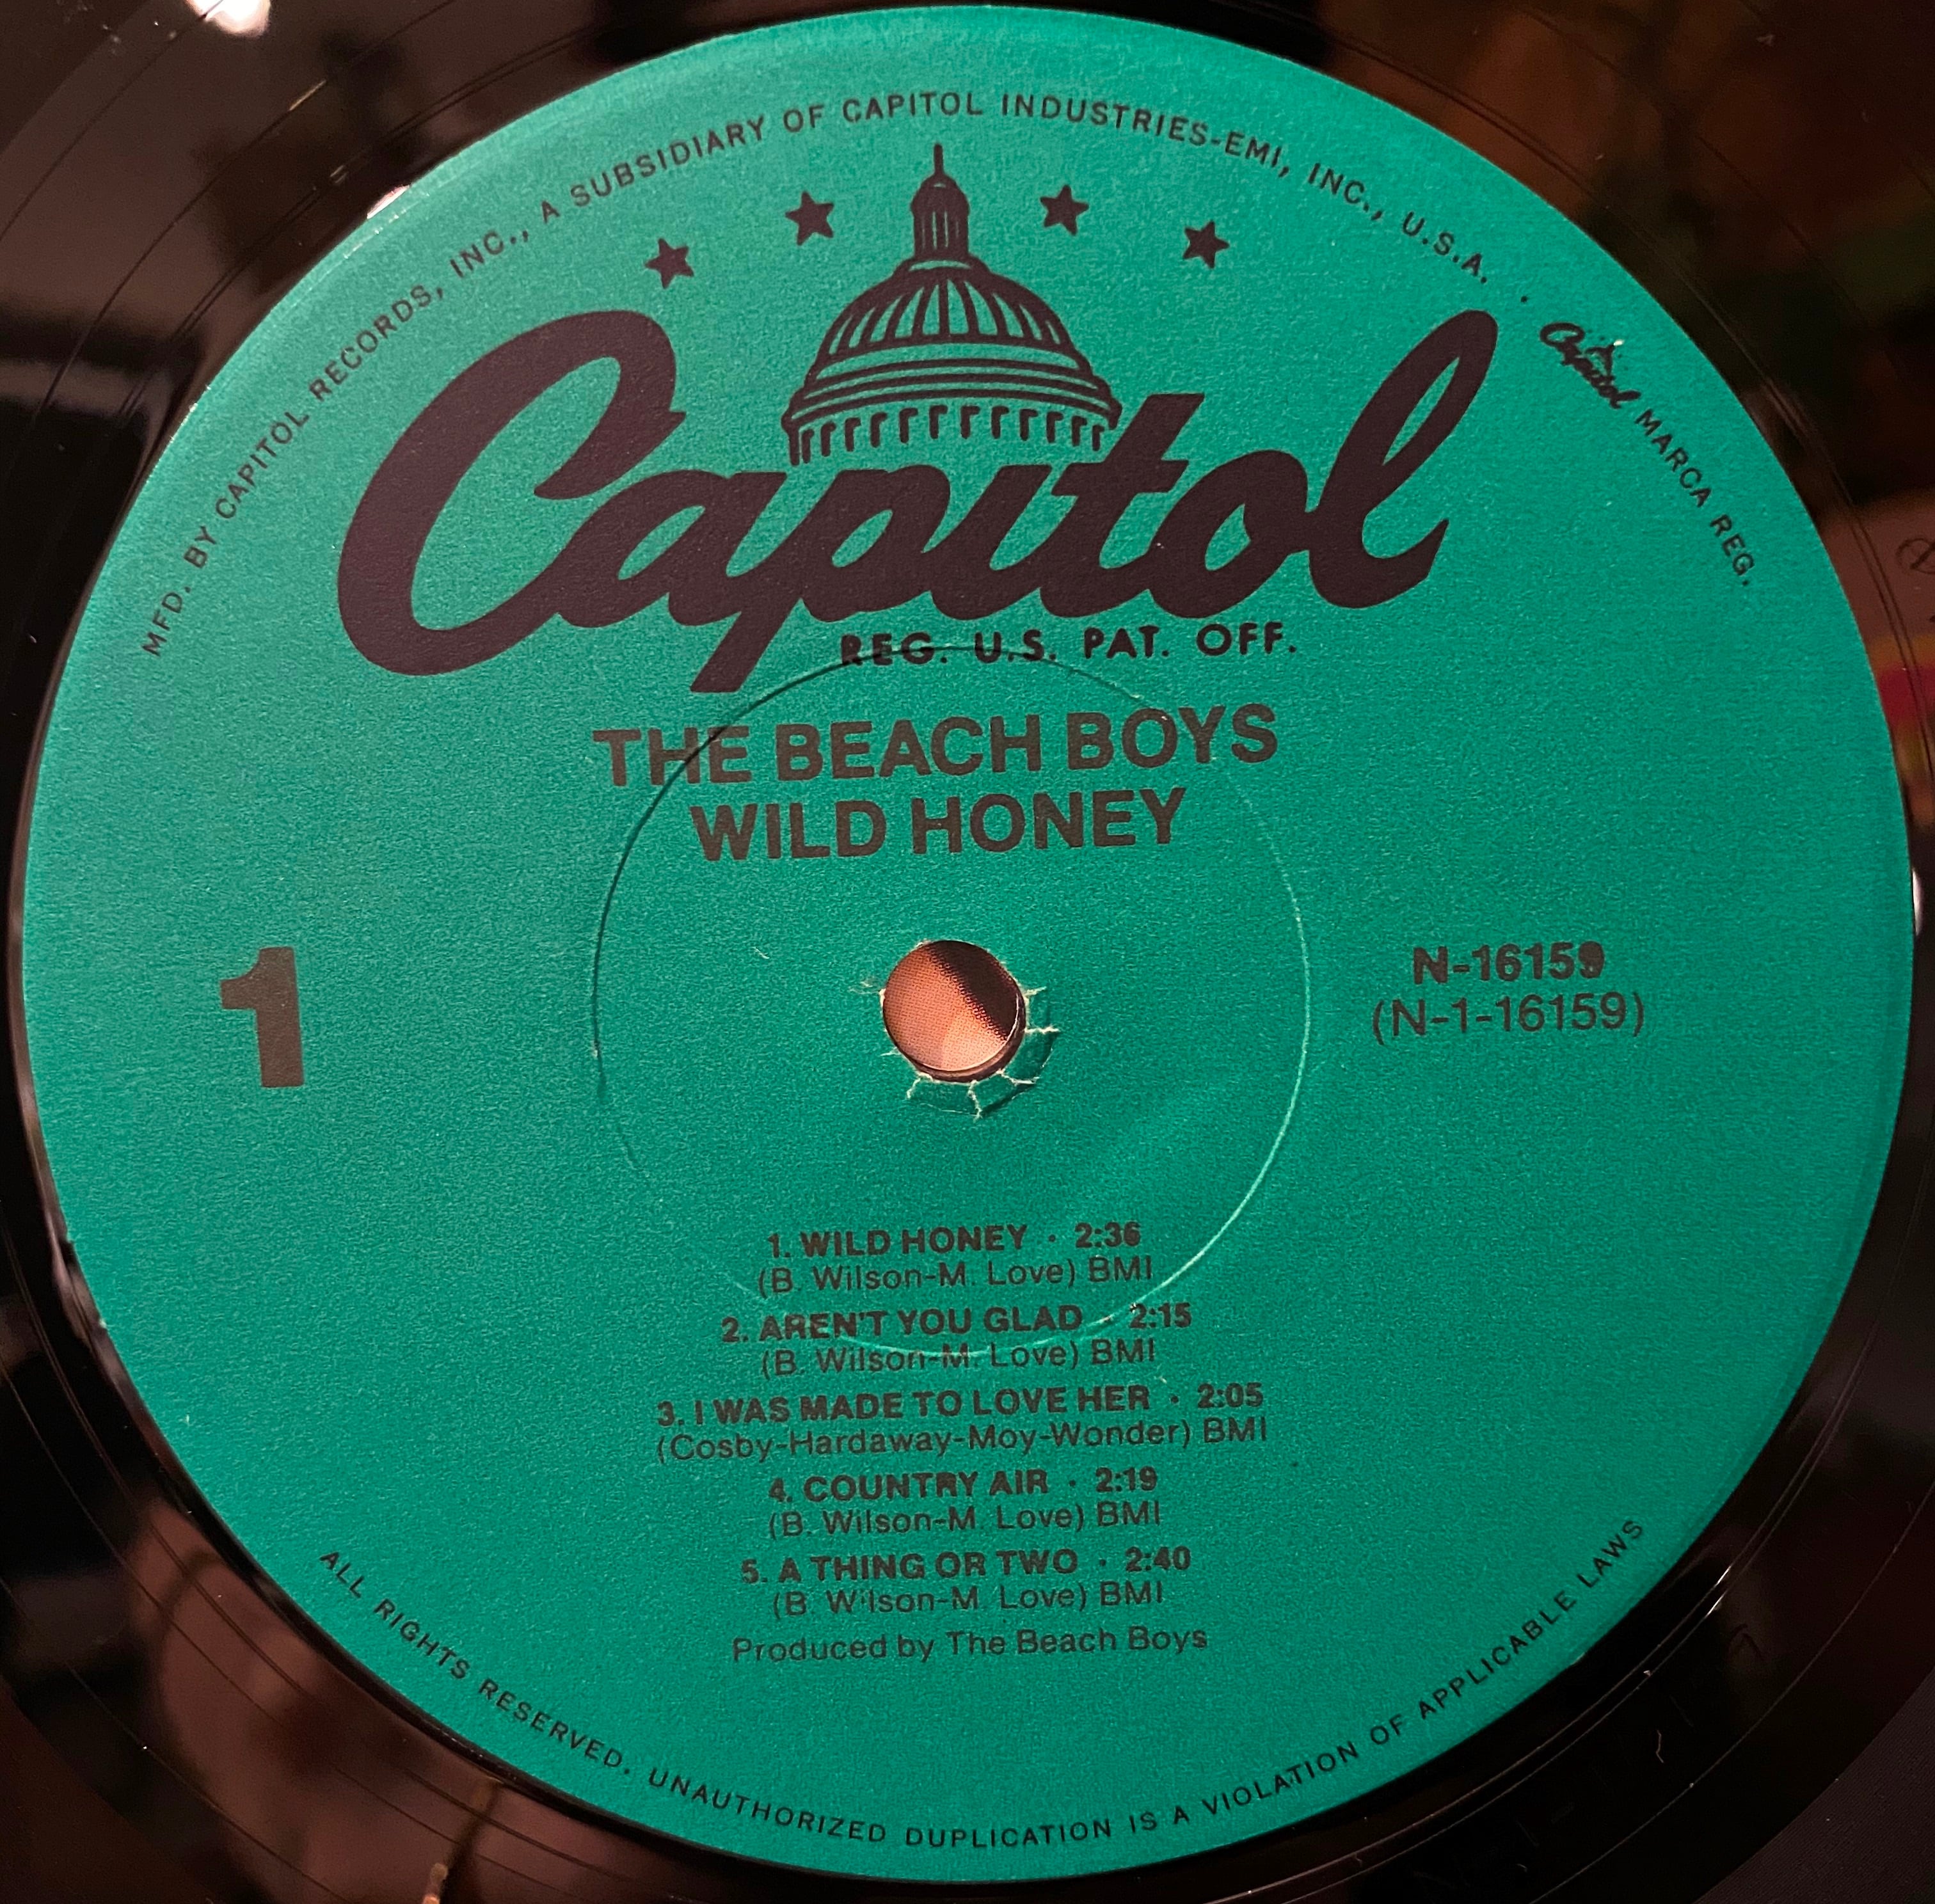 MFD. BY CAPITOL RECORDS, INC., A SUBSIDIARY OF CAPITOL INDUSTRIES-EMI, INC., U.S.A. · Capitol MARCA REG.
Capitol
REG. U.S. PAT. OFF.
THE BEACH BOYS
WILD HONEY
1
N-16159
(N-1-16159)
1. WILD HONEY · 2:36
(B. Wilson-M. Love) BMI
2. AREN'T YOU GLAD · 2:15
(B. Wilson-M. Love) BMI
3. I WAS MADE TO LOVE HER · 2:05
(Cosby-Hardaway-Moy-Wonder) BMI
4. COUNTRY AIR · 2:19
(B. Wilson-M. Love) BMI
5. A THING OR TWO · 2:40
(B. Wilson-M. Love) BMI
Produced by The Beach Boys
ALL RIGHTS RESERVED. UNAUTHORIZED DUPLICATION IS A VIOLATION OF APPLICABLE LAWS